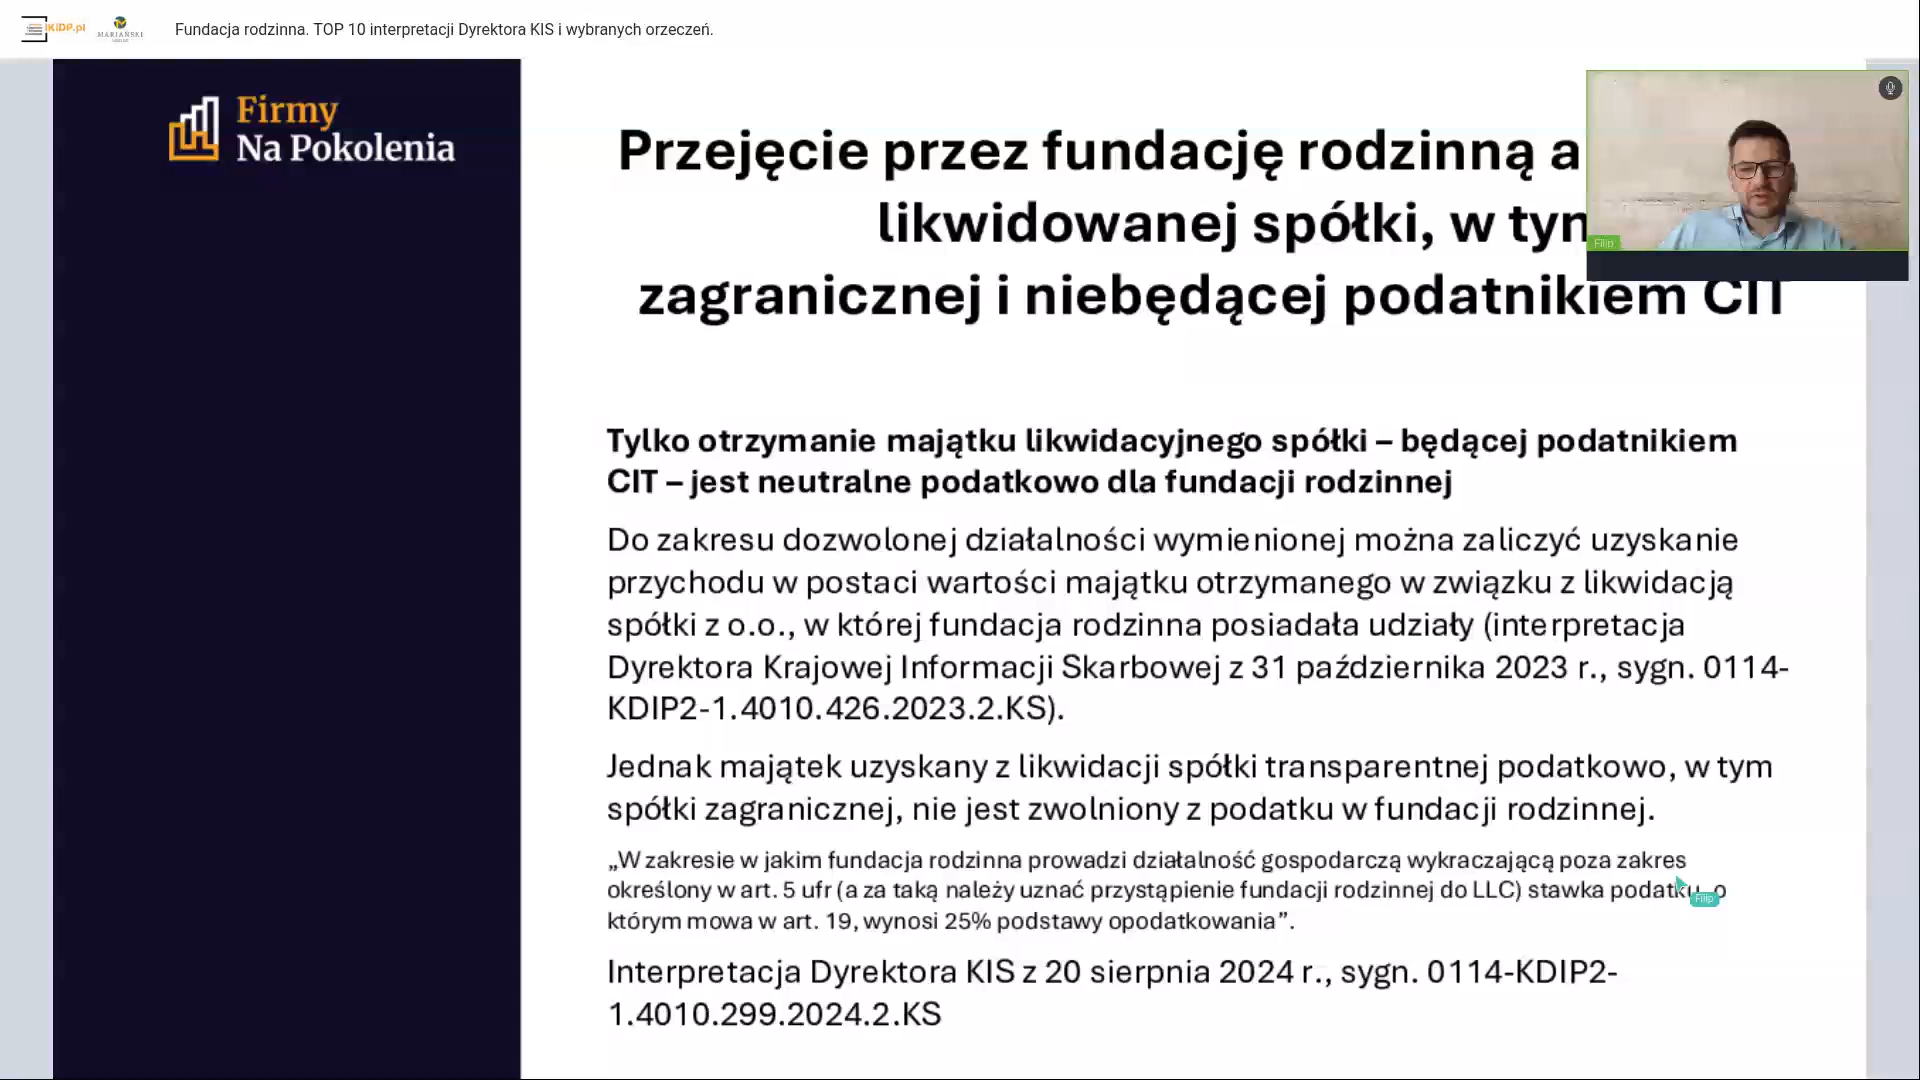 iKIDP.pl
MARIAŃSKI
Fundacja rodzinna. TOP 10 interpretacji Dyrektora KIS i wybranych orzeczeń.
Firmy
Na Pokolenia
Przejęcie przez fundację rodzinną
likwidowanej spółki, w
zagranicznej i niebędącej podatnikiem CIT
Filip
Tylko otrzymanie majątku likwidacyjnego spółki – będącej podatnikiem
CIT – jest neutralne podatkowo dla fundacji rodzinnej
Do zakresu dozwolonej działalności wymienionej można zaliczyć uzyskanie
przychodu w postaci wartości majątku otrzymanego w związku z likwidacją
spółki z o.o., w której fundacja rodzinna posiadała udziały (interpretacja
Dyrektora Krajowej Informacji Skarbowej z 31 października 2023 r., sygn. 0114-
KDIP2-1.4010.426.2023.2.KS).
Jednak majątek uzyskany z likwidacji spółki transparentnej podatkowo, w tym
spółki zagranicznej, nie jest zwolniony z podatku w fundacji rodzinnej.
„W zakresie w jakim fundacja rodzinna prowadzi działalność gospodarczą wykraczającą poza zakres
określony w art. 5 ufr (a za taką należy uznać przystąpienie fundacji rodzinnej do LLC) stawka podatku, o
którym mowa w art. 19, wynosi 25% podstawy opodatkowania”.
Filip
Interpretacja Dyrektora KIS z 20 sierpnia 2024 r., sygn. 0114-KDIP2-
1.4010.299.2024.2.KS